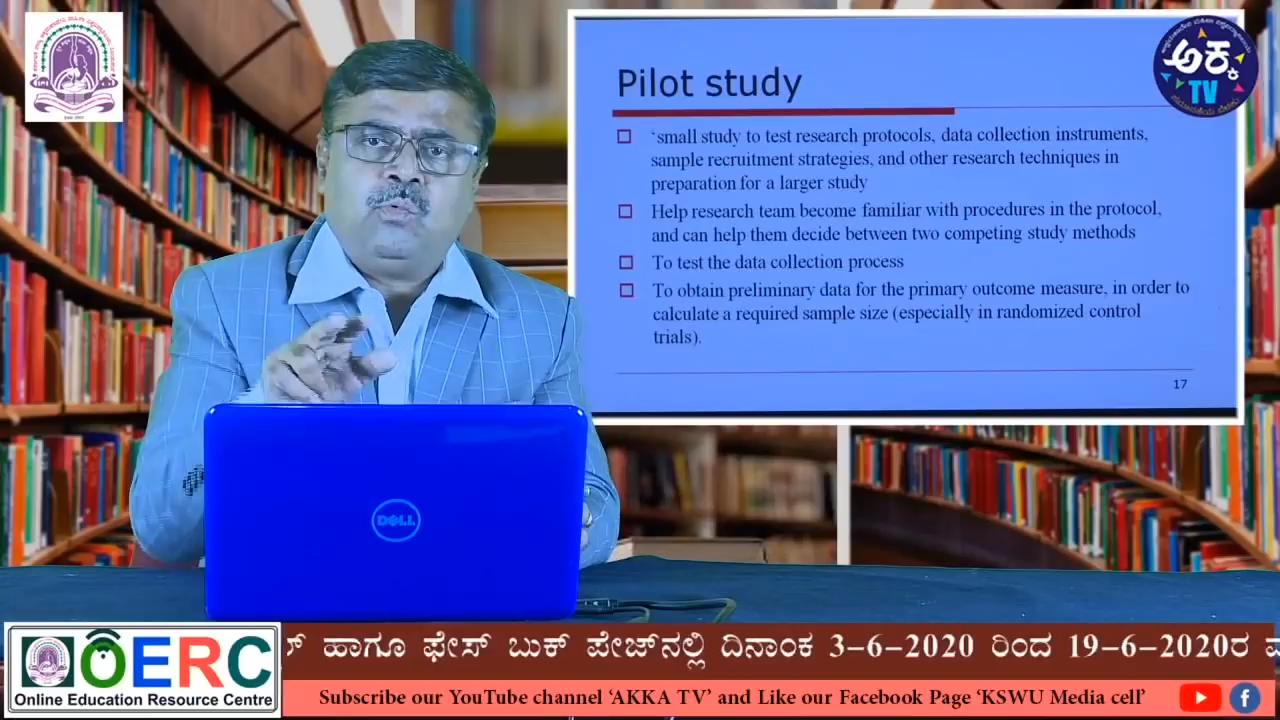 Pilot study
‘small study to test research protocols, data collection instruments,
sample recruitment strategies, and other research techniques in
preparation for a larger study
Help research team become familiar with procedures in the protocol,
and can help them decide between two competing study methods
To test the data collection process
To obtain preliminary data for the primary outcome measure, in order to
calculate a required sample size (especially in randomized control
trials).
17
ಅಕ್ಕ
TV
DELL
OERC
Online Education Resource Centre
ಹಾಗೂ ಫೇಸ್ ಬುಕ್ ಪೇಜ್‌ನಲ್ಲಿ ದಿನಾಂಕ 3-6-2020 ರಿಂದ 19-6-2020ರ
Subscribe our YouTube channel ‘AKKA TV’ and Like our Facebook Page ‘KSWU Media cell’